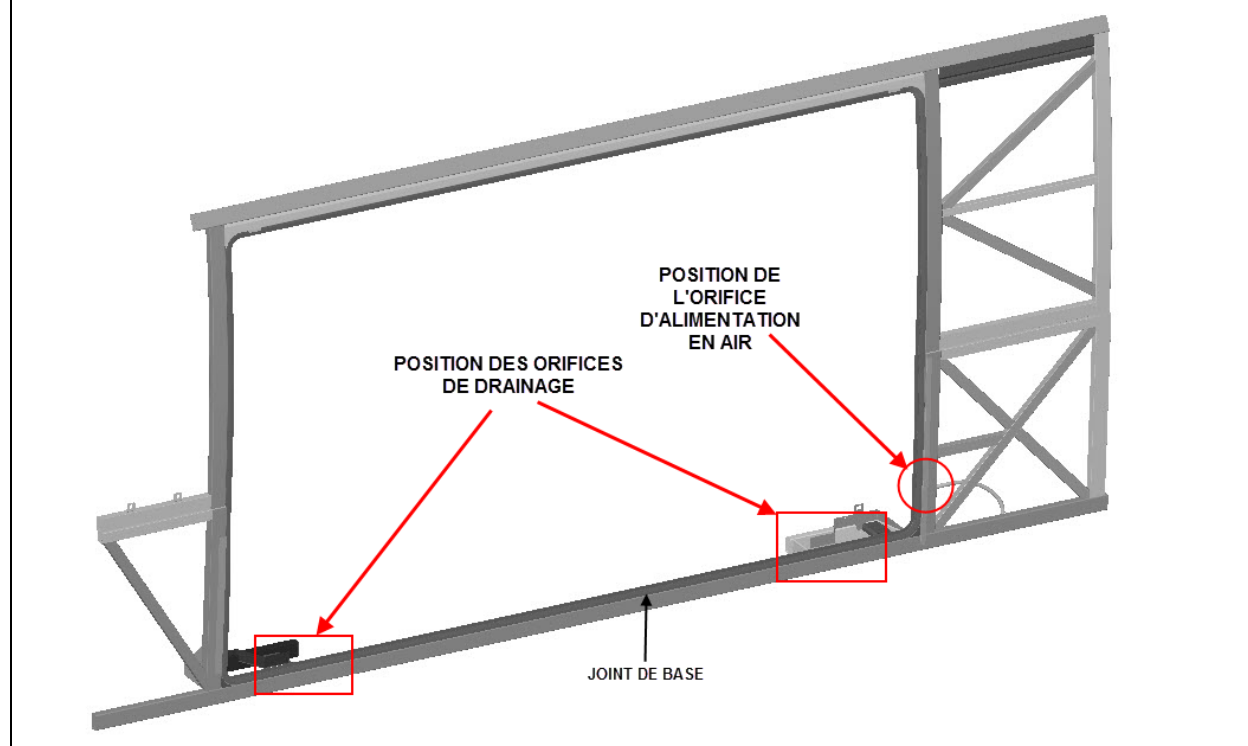 POSITION DE
L'ORIFICE
D'ALIMENTATION
EN AIR
POSITION DES ORIFICES
DE DRAINAGE
JOINT DE BASE